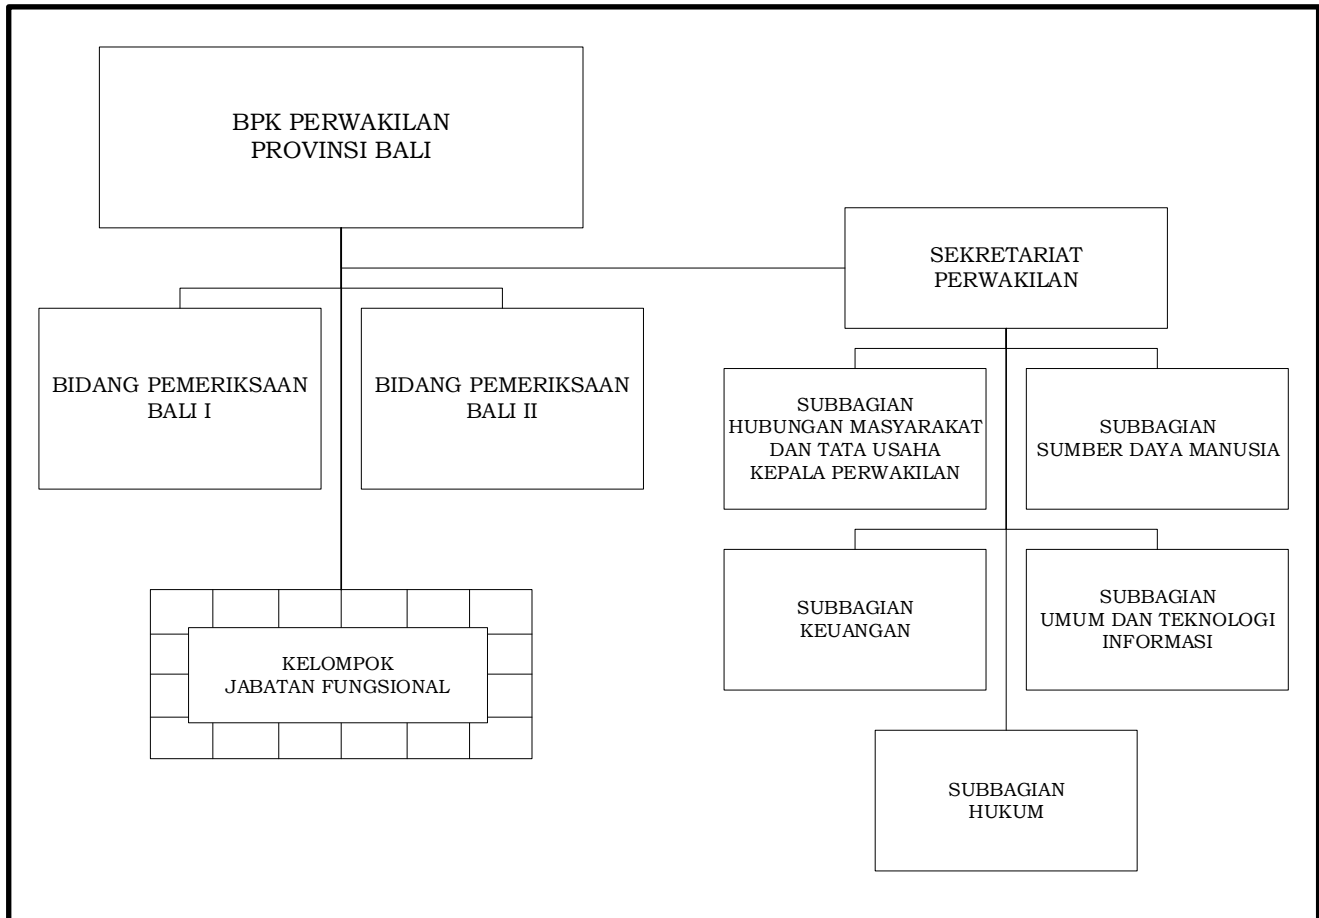 BPK PERWAKILAN
PROVINSI BALI
SEKRETARIAT
PERWAKILAN
BIDANG PEMERIKSAAN
BALI I
BIDANG PEMERIKSAAN
BALI II
SUBBAGIAN
HUBUNGAN MASYARAKAT
DAN TATA USAHA
KEPALA PERWAKILAN
SUBBAGIAN
SUMBER DAYA MANUSIA
SUBBAGIAN
KEUANGAN
SUBBAGIAN
UMUM DAN TEKNOLOGI
INFORMASI
KELOMPOK
JABATAN FUNGSIONAL
SUBBAGIAN
HUKUM